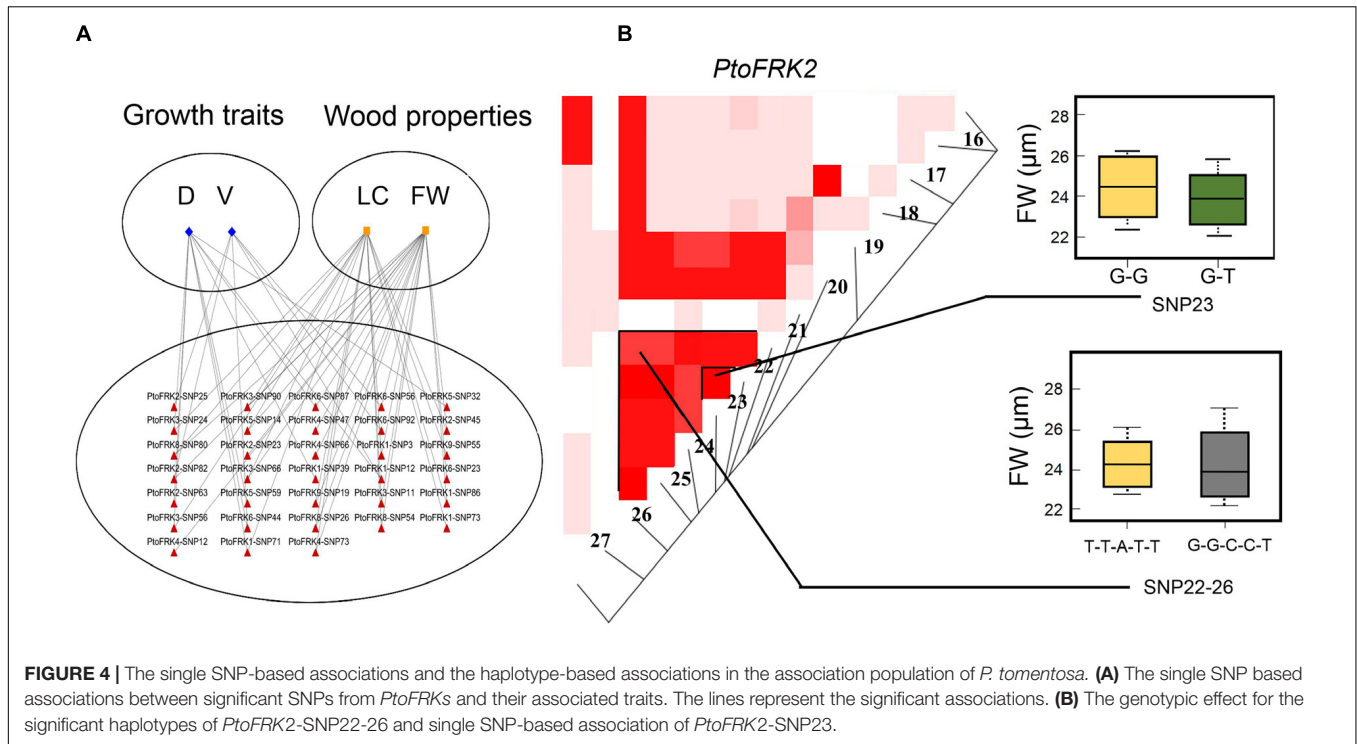 A
B
PtoFRK2
Growth traits
Wood properties
D V
LC FW
PtoFRK2-SNP25 PtoFRK3-SNP90 PtoFRK6-SNP87 PtoFRK6-SNP56 PtoFRK5-SNP32
PtoFRK3-SNP24 PtoFRK5-SNP14 PtoFRK4-SNP47 PtoFRK6-SNP92 PtoFRK2-SNP45
PtoFRK8-SNP80 PtoFRK2-SNP23 PtoFRK4-SNP66 PtoFRK1-SNP3 PtoFRK9-SNP55
PtoFRK2-SNP82 PtoFRK3-SNP66 PtoFRK1-SNP39 PtoFRK1-SNP12 PtoFRK6-SNP23
PtoFRK2-SNP63 PtoFRK5-SNP59 PtoFRK9-SNP19 PtoFRK3-SNP11 PtoFRK1-SNP86
PtoFRK3-SNP56 PtoFRK6-SNP44 PtoFRK8-SNP26 PtoFRK8-SNP54 PtoFRK1-SNP73
PtoFRK4-SNP12 PtoFRK1-SNP71 PtoFRK4-SNP73
16
17
18
19
20
21
22
23
24
25
26
27
FW (μm)
28
26
24
22
G-G G-T
SNP23
FW (μm)
28
26
24
22
T-T-A-T-T G-G-C-C-T
SNP22-26
FIGURE 4 | The single SNP-based associations and the haplotype-based associations in the association population of P. tomentosa. (A) The single SNP based
associations between significant SNPs from PtoFRKs and their associated traits. The lines represent the significant associations. (B) The genotypic effect for the
significant haplotypes of PtoFRK2-SNP22-26 and single SNP-based association of PtoFRK2-SNP23.